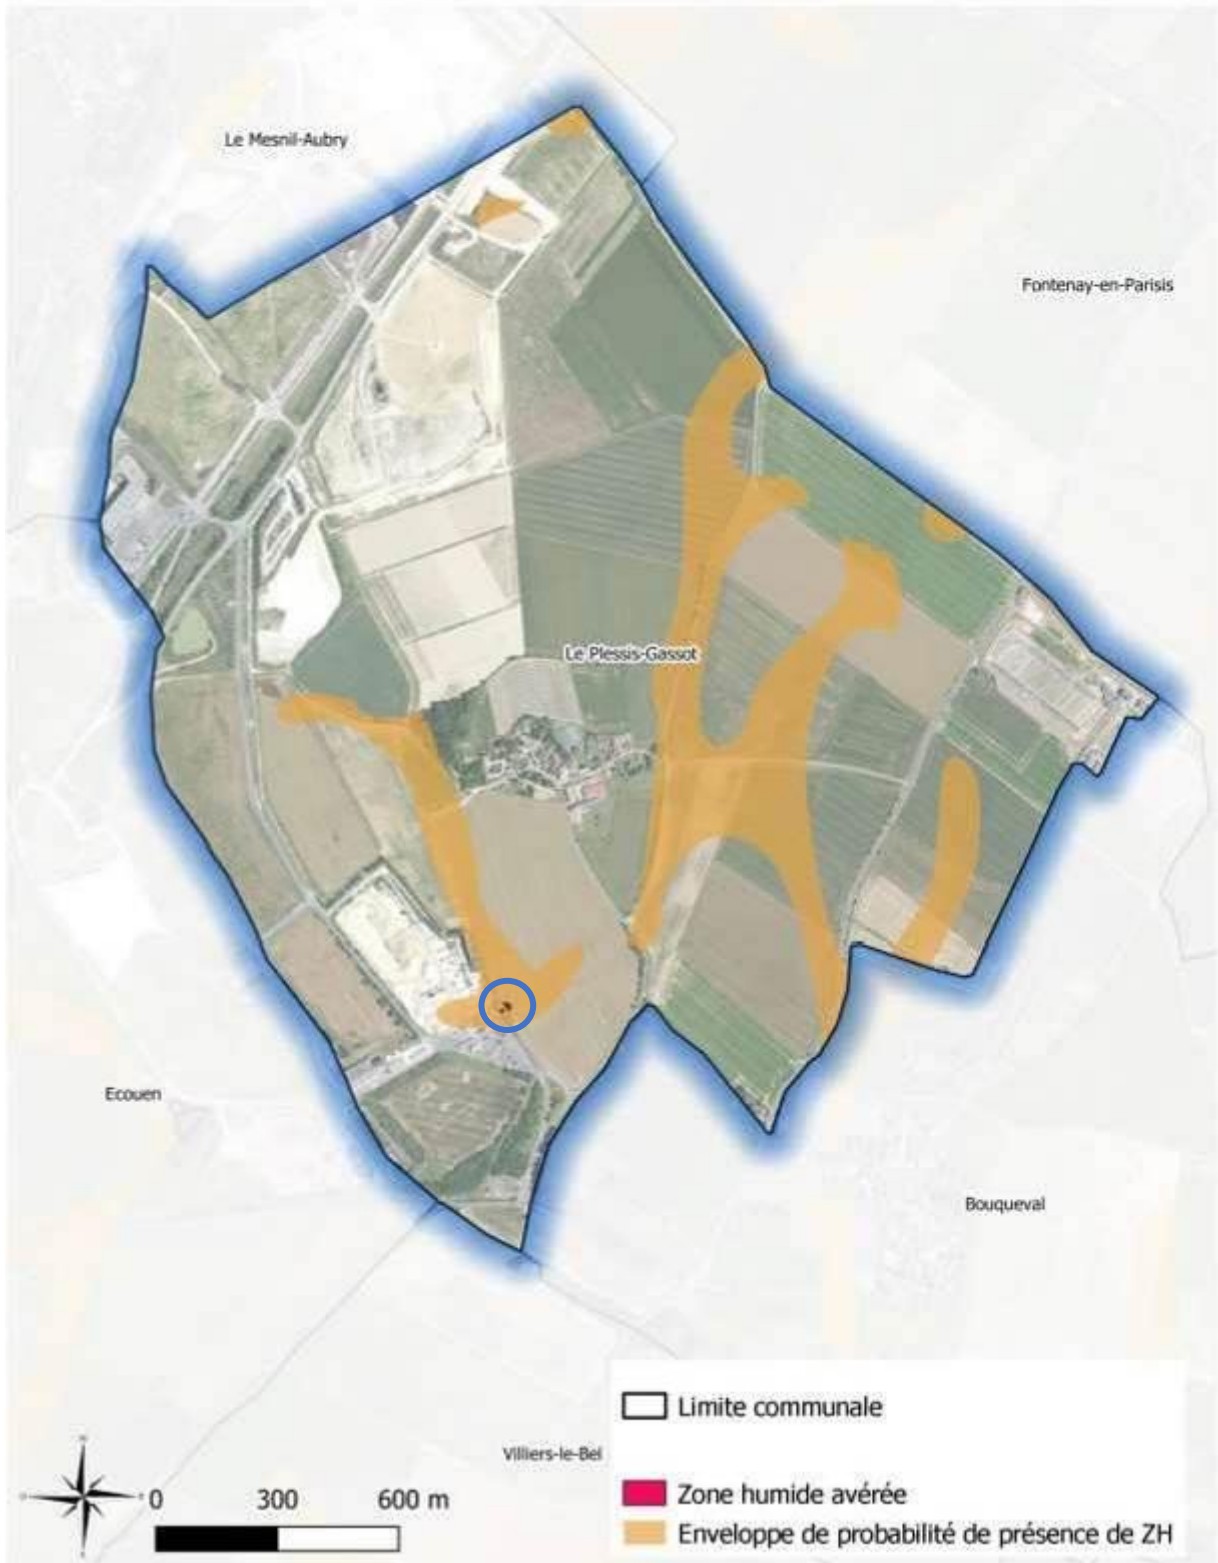 Le Mesnil-Aubry
Fontenay-en-Parisis
Le Plessis-Gassot
Ecouen
Bouqueval
Villiers-le-Bel
0 300 600 m
Limite communale
Zone humide avérée
Enveloppe de probabilité de présence de ZH